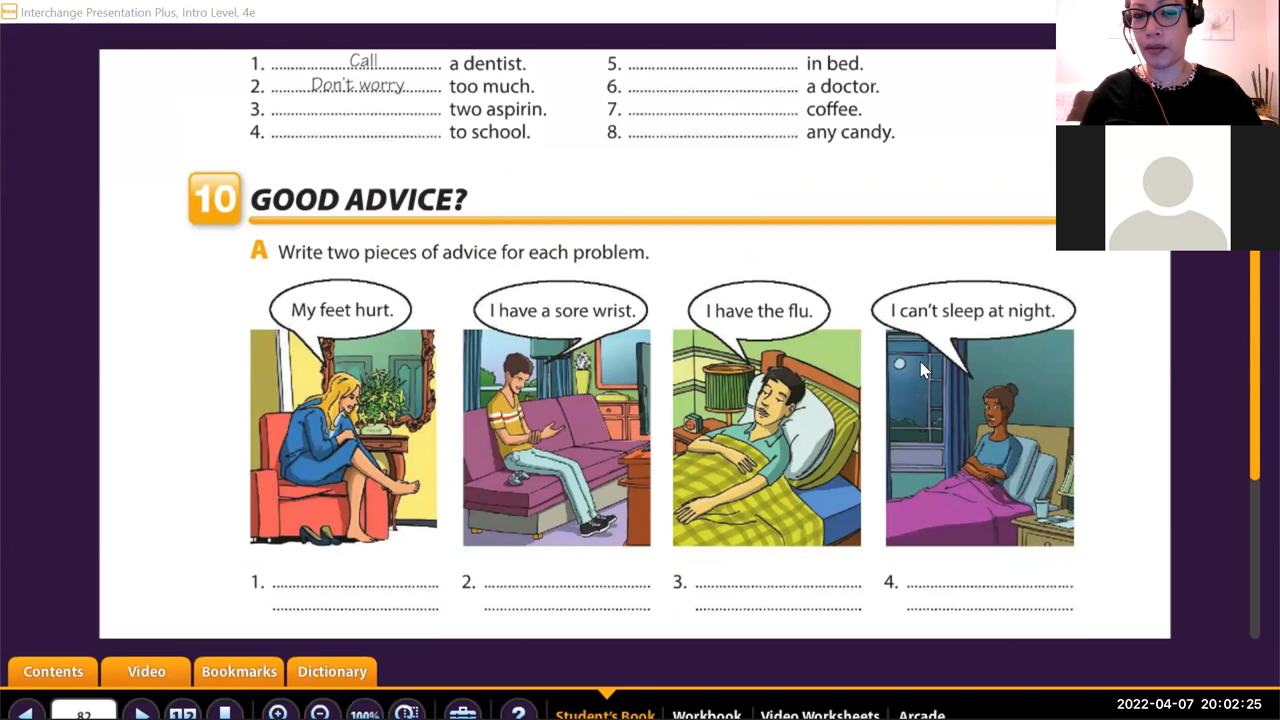 Interchange Presentation Plus, Intro Level, 4e
1. Call a dentist.
2. Don't worry too much.
3. two aspirin.
4. to school.
5. in bed.
6. a doctor.
7. coffee.
8. any candy.
10 GOOD ADVICE?
A Write two pieces of advice for each problem.
My feet hurt.
I have a sore wrist.
I have the flu.
I can't sleep at night.
1.
2.
3.
4.
Contents Video Bookmarks Dictionary
82
100%
Student's Book Workbook Video Worksheets Arcade
2022-04-07 20:02:25